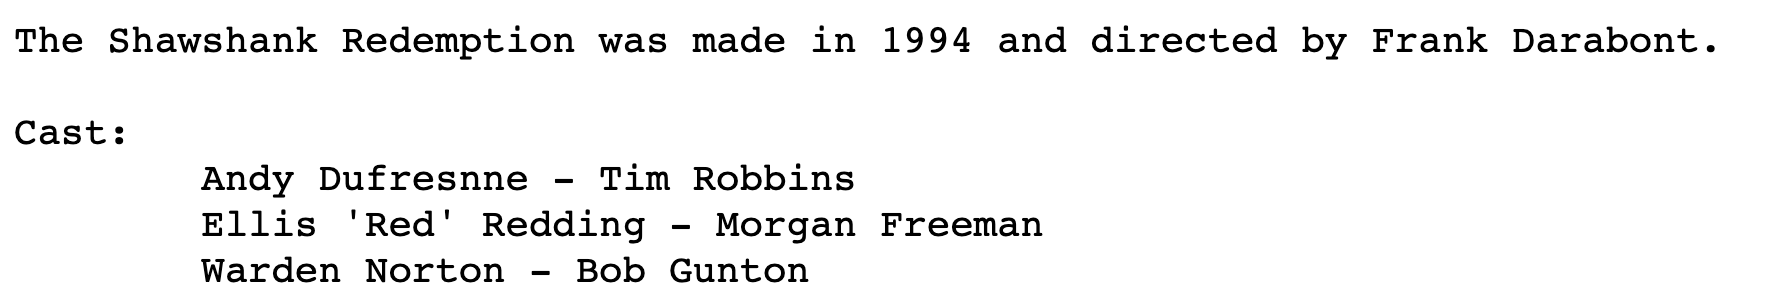 The Shawshank Redemption was made in 1994 and directed by Frank Darabont.
Cast:
Andy Dufresnne - Tim Robbins
Ellis 'Red' Redding - Morgan Freeman
Warden Norton - Bob Gunton